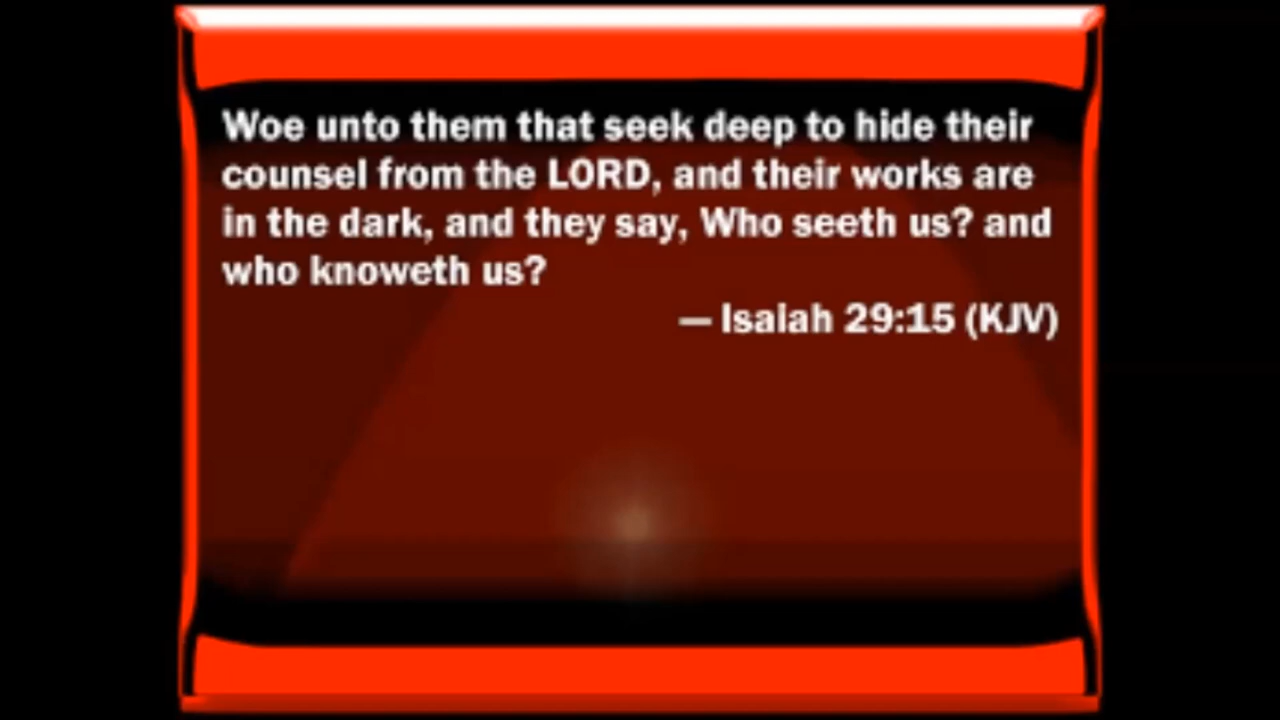 Woe unto them that seek deep to hide their
counsel from the LORD, and their works are
in the dark, and they say, Who seeth us? and
who knoweth us?
— Isaiah 29:15 (KJV)